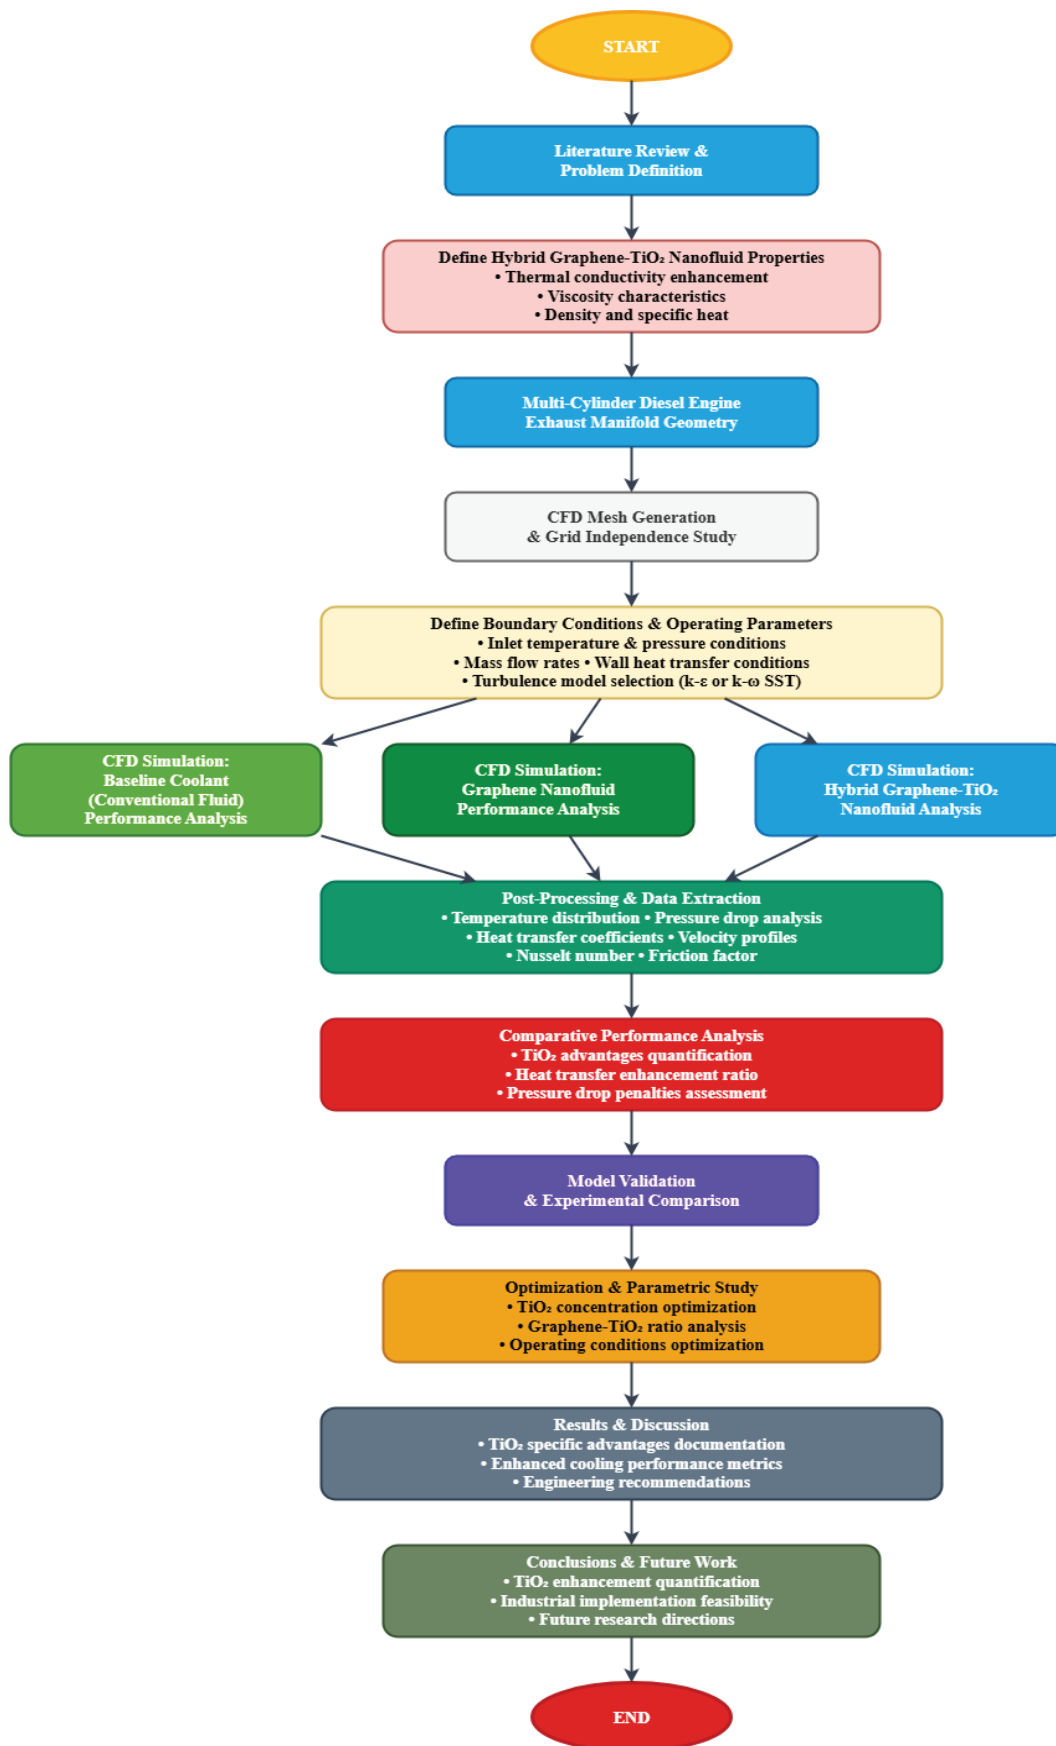 START
Literature Review &
Problem Definition
Define Hybrid Graphene-TiO₂ Nanofluid Properties
• Thermal conductivity enhancement
• Viscosity characteristics
• Density and specific heat
Multi-Cylinder Diesel Engine
Exhaust Manifold Geometry
CFD Mesh Generation
& Grid Independence Study
Define Boundary Conditions & Operating Parameters
• Inlet temperature & pressure conditions
• Mass flow rates • Wall heat transfer conditions
• Turbulence model selection (k-ε or k-ω SST)
CFD Simulation:
Baseline Coolant
(Conventional Fluid)
Performance Analysis
CFD Simulation:
Graphene Nanofluid
Performance Analysis
CFD Simulation:
Hybrid Graphene-TiO₂
Nanofluid Analysis
Post-Processing & Data Extraction
• Temperature distribution • Pressure drop analysis
• Heat transfer coefficients • Velocity profiles
• Nusselt number • Friction factor
Comparative Performance Analysis
• TiO₂ advantages quantification
• Heat transfer enhancement ratio
• Pressure drop penalties assessment
Model Validation
& Experimental Comparison
Optimization & Parametric Study
• TiO₂ concentration optimization
• Graphene-TiO₂ ratio analysis
• Operating conditions optimization
Results & Discussion
• TiO₂ specific advantages documentation
• Enhanced cooling performance metrics
• Engineering recommendations
Conclusions & Future Work
• TiO₂ enhancement quantification
• Industrial implementation feasibility
• Future research directions
END